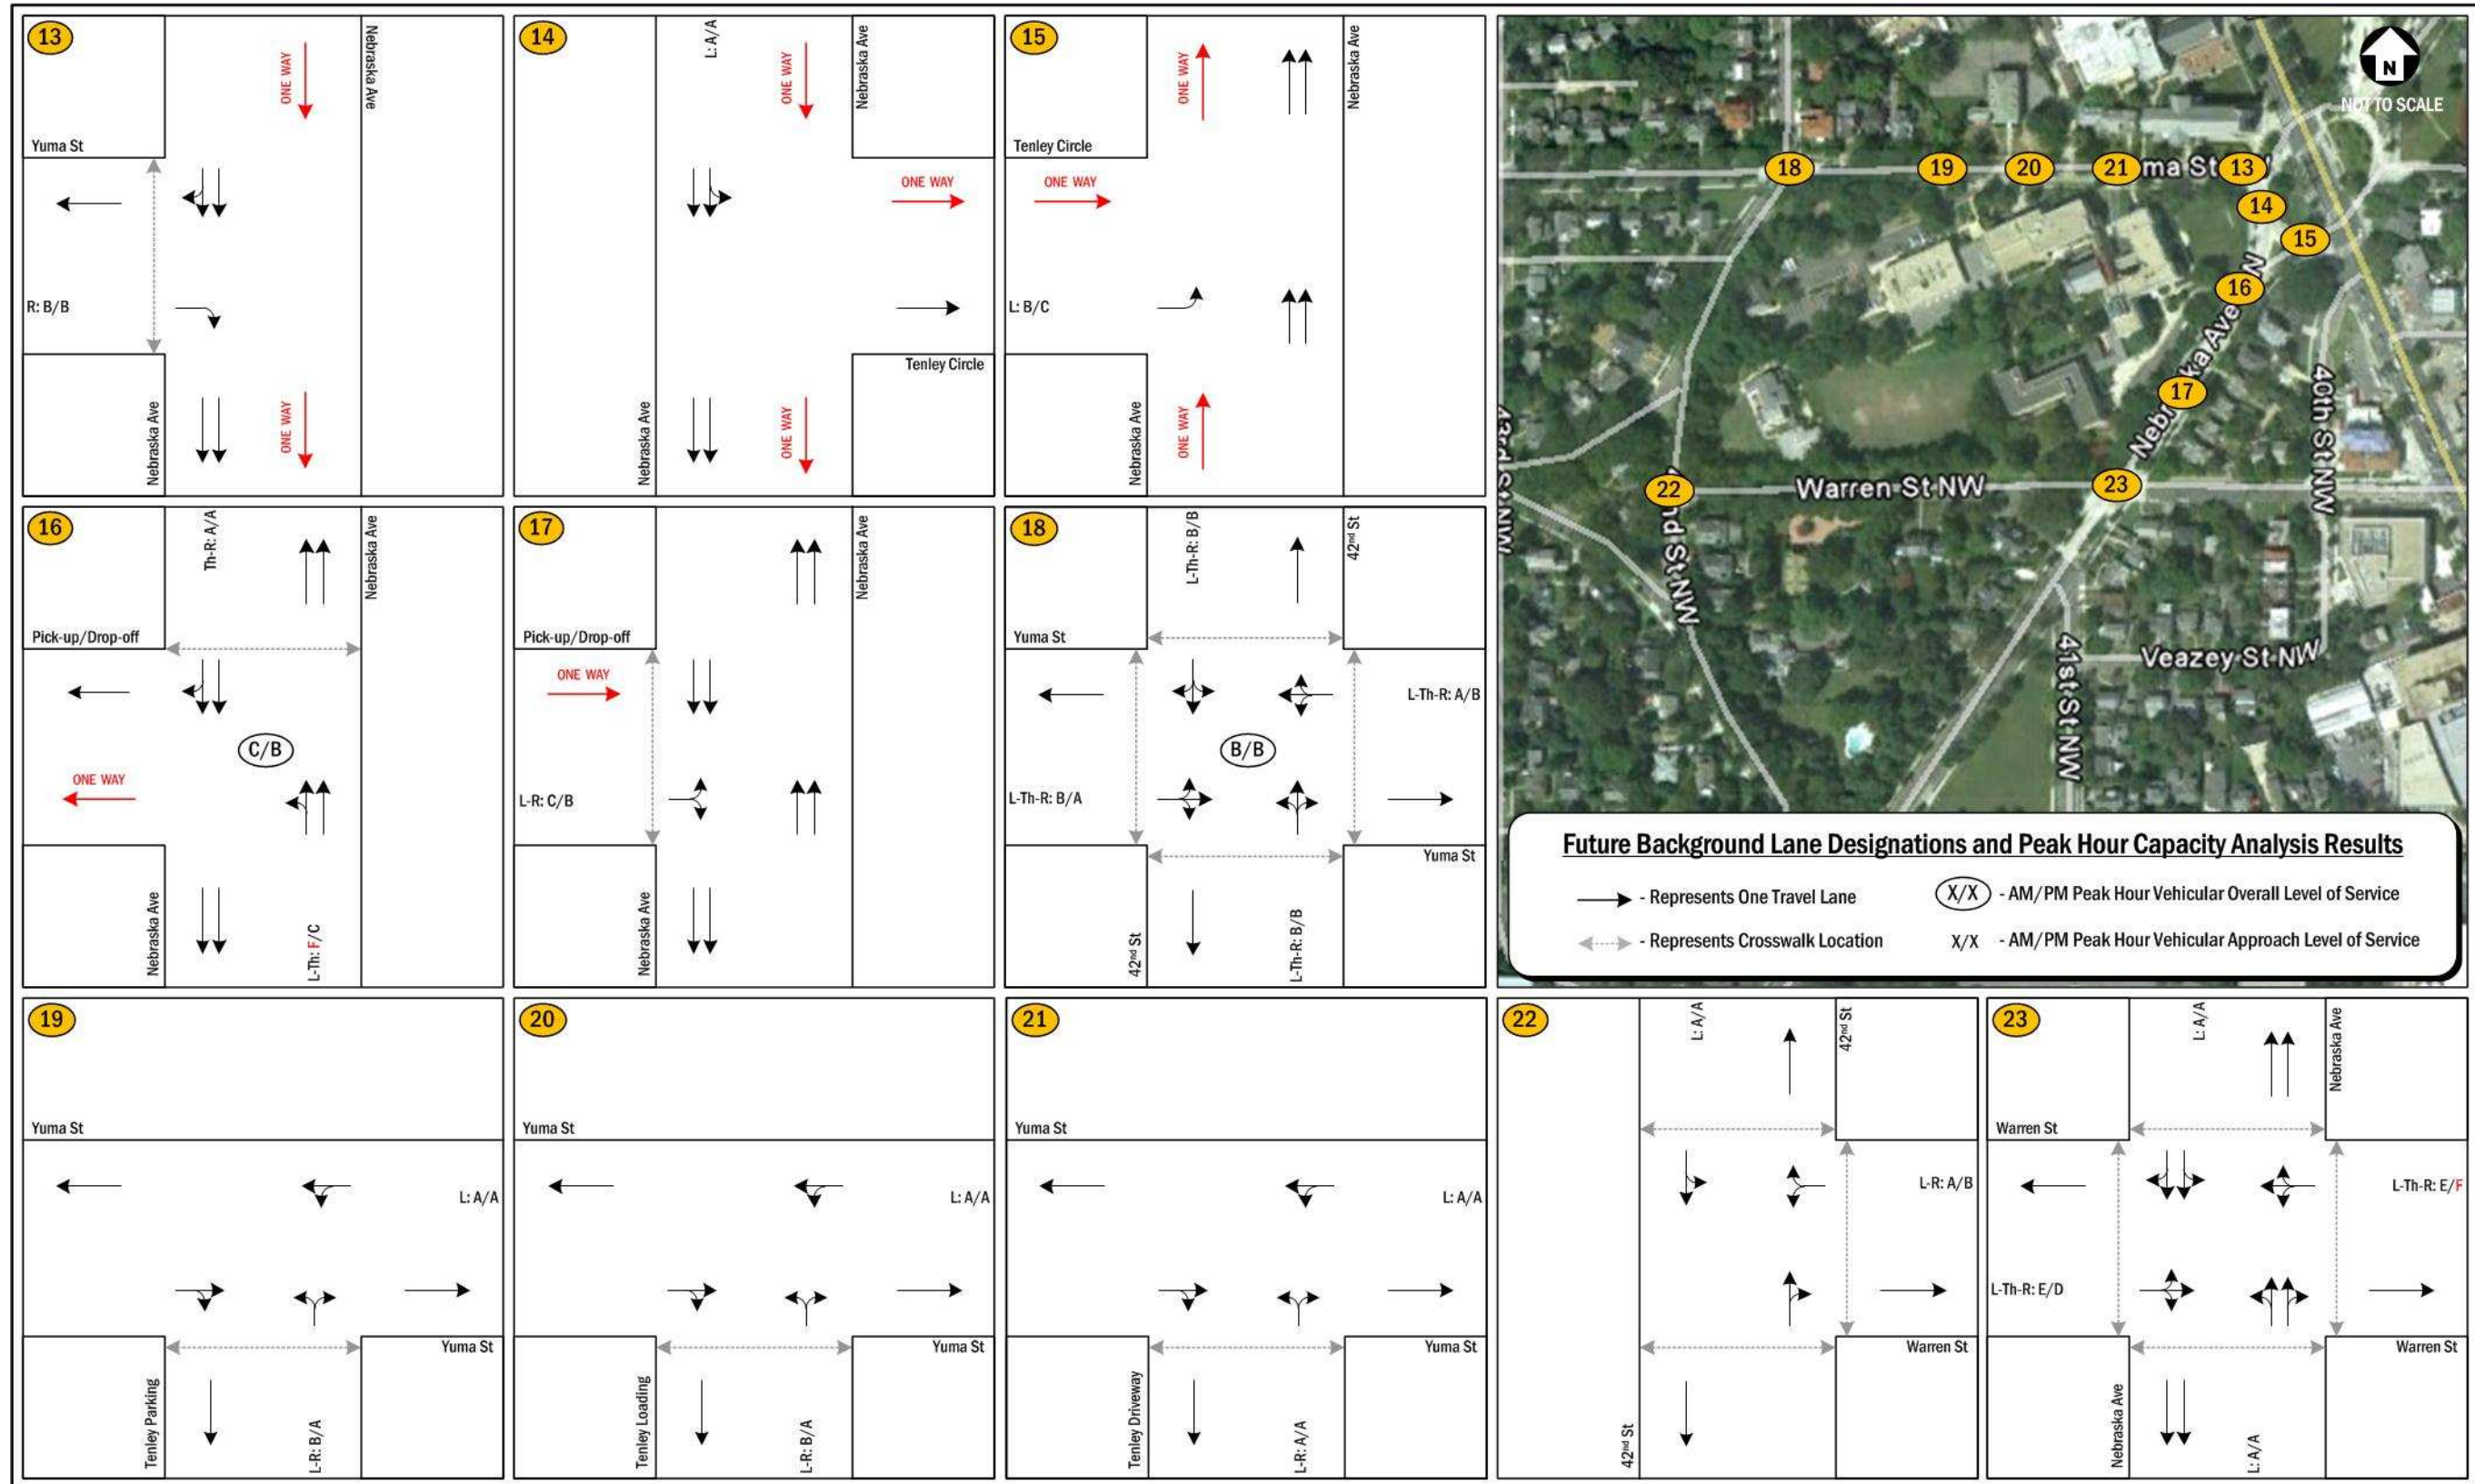 13
Nebraska Ave
ONE WAY
Yuma St
R: B/B
Nebraska Ave
ONE WAY
14
L: A/A
ONE WAY
Nebraska Ave
ONE WAY
Tenley Circle
Nebraska Ave
ONE WAY
15
ONE WAY
Nebraska Ave
Tenley Circle
ONE WAY
L: B/C
Nebraska Ave
ONE WAY
N
NOT TO SCALE
18
19
20
21
ma St
13
14
15
N
16
Nebr
ka Ave
17
40th St NW
22
nd St NW
Warren St NW
23
41st St NW
Veazey St NW
Future Background Lane Designations and Peak Hour Capacity Analysis Results
- Represents One Travel Lane
X/X - AM/PM Peak Hour Vehicular Overall Level of Service
- Represents Crosswalk Location
X/X - AM/PM Peak Hour Vehicular Approach Level of Service
16
Th-R: A/A
Nebraska Ave
Pick-up/Drop-off
C/B
ONE WAY
Nebraska Ave
L-Th: F/C
17
Nebraska Ave
Pick-up/Drop-off
ONE WAY
L-R: C/B
Nebraska Ave
18
L-Th-R: B/B
42nd St
Yuma St
L-Th-R: A/B
B/B
L-Th-R: B/A
Yuma St
42nd St
L-Th-R: B/B
19
Yuma St
L: A/A
Yuma St
Tenley Parking
L-R: B/A
20
Yuma St
L: A/A
Yuma St
Tenley Loading
L-R: B/A
21
Yuma St
L: A/A
Yuma St
Tenley Driveway
L-R: A/A
22
L: A/A
42nd St
L-R: A/B
Warren St
42nd St
23
L: A/A
Nebraska Ave
Warren St
L-Th-R: E/F
L-Th-R: E/D
Warren St
Nebraska Ave
L: A/A